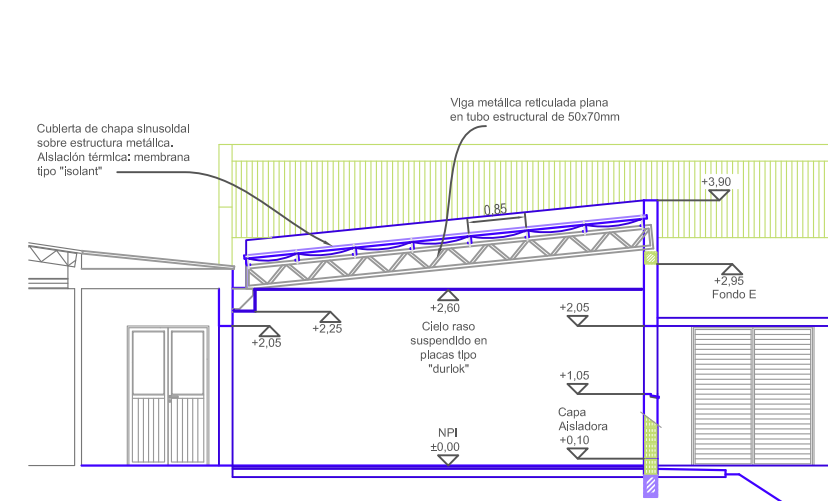 Viga metálica reticulada plana
en tubo estructural de 50x70mm
Cubierta de chapa sinusoidal
sobre estructura metálica.
Aislación térmica: membrana
tipo "isolant"
+3,90
0.85
+2,95
Fondo E
+2,60
+2,25
+2,05
+2,05
Cielo raso
suspendido en
placas tipo
"durlok"
+1,05
Capa
Aisladora
+0,10
NPI
±0,00